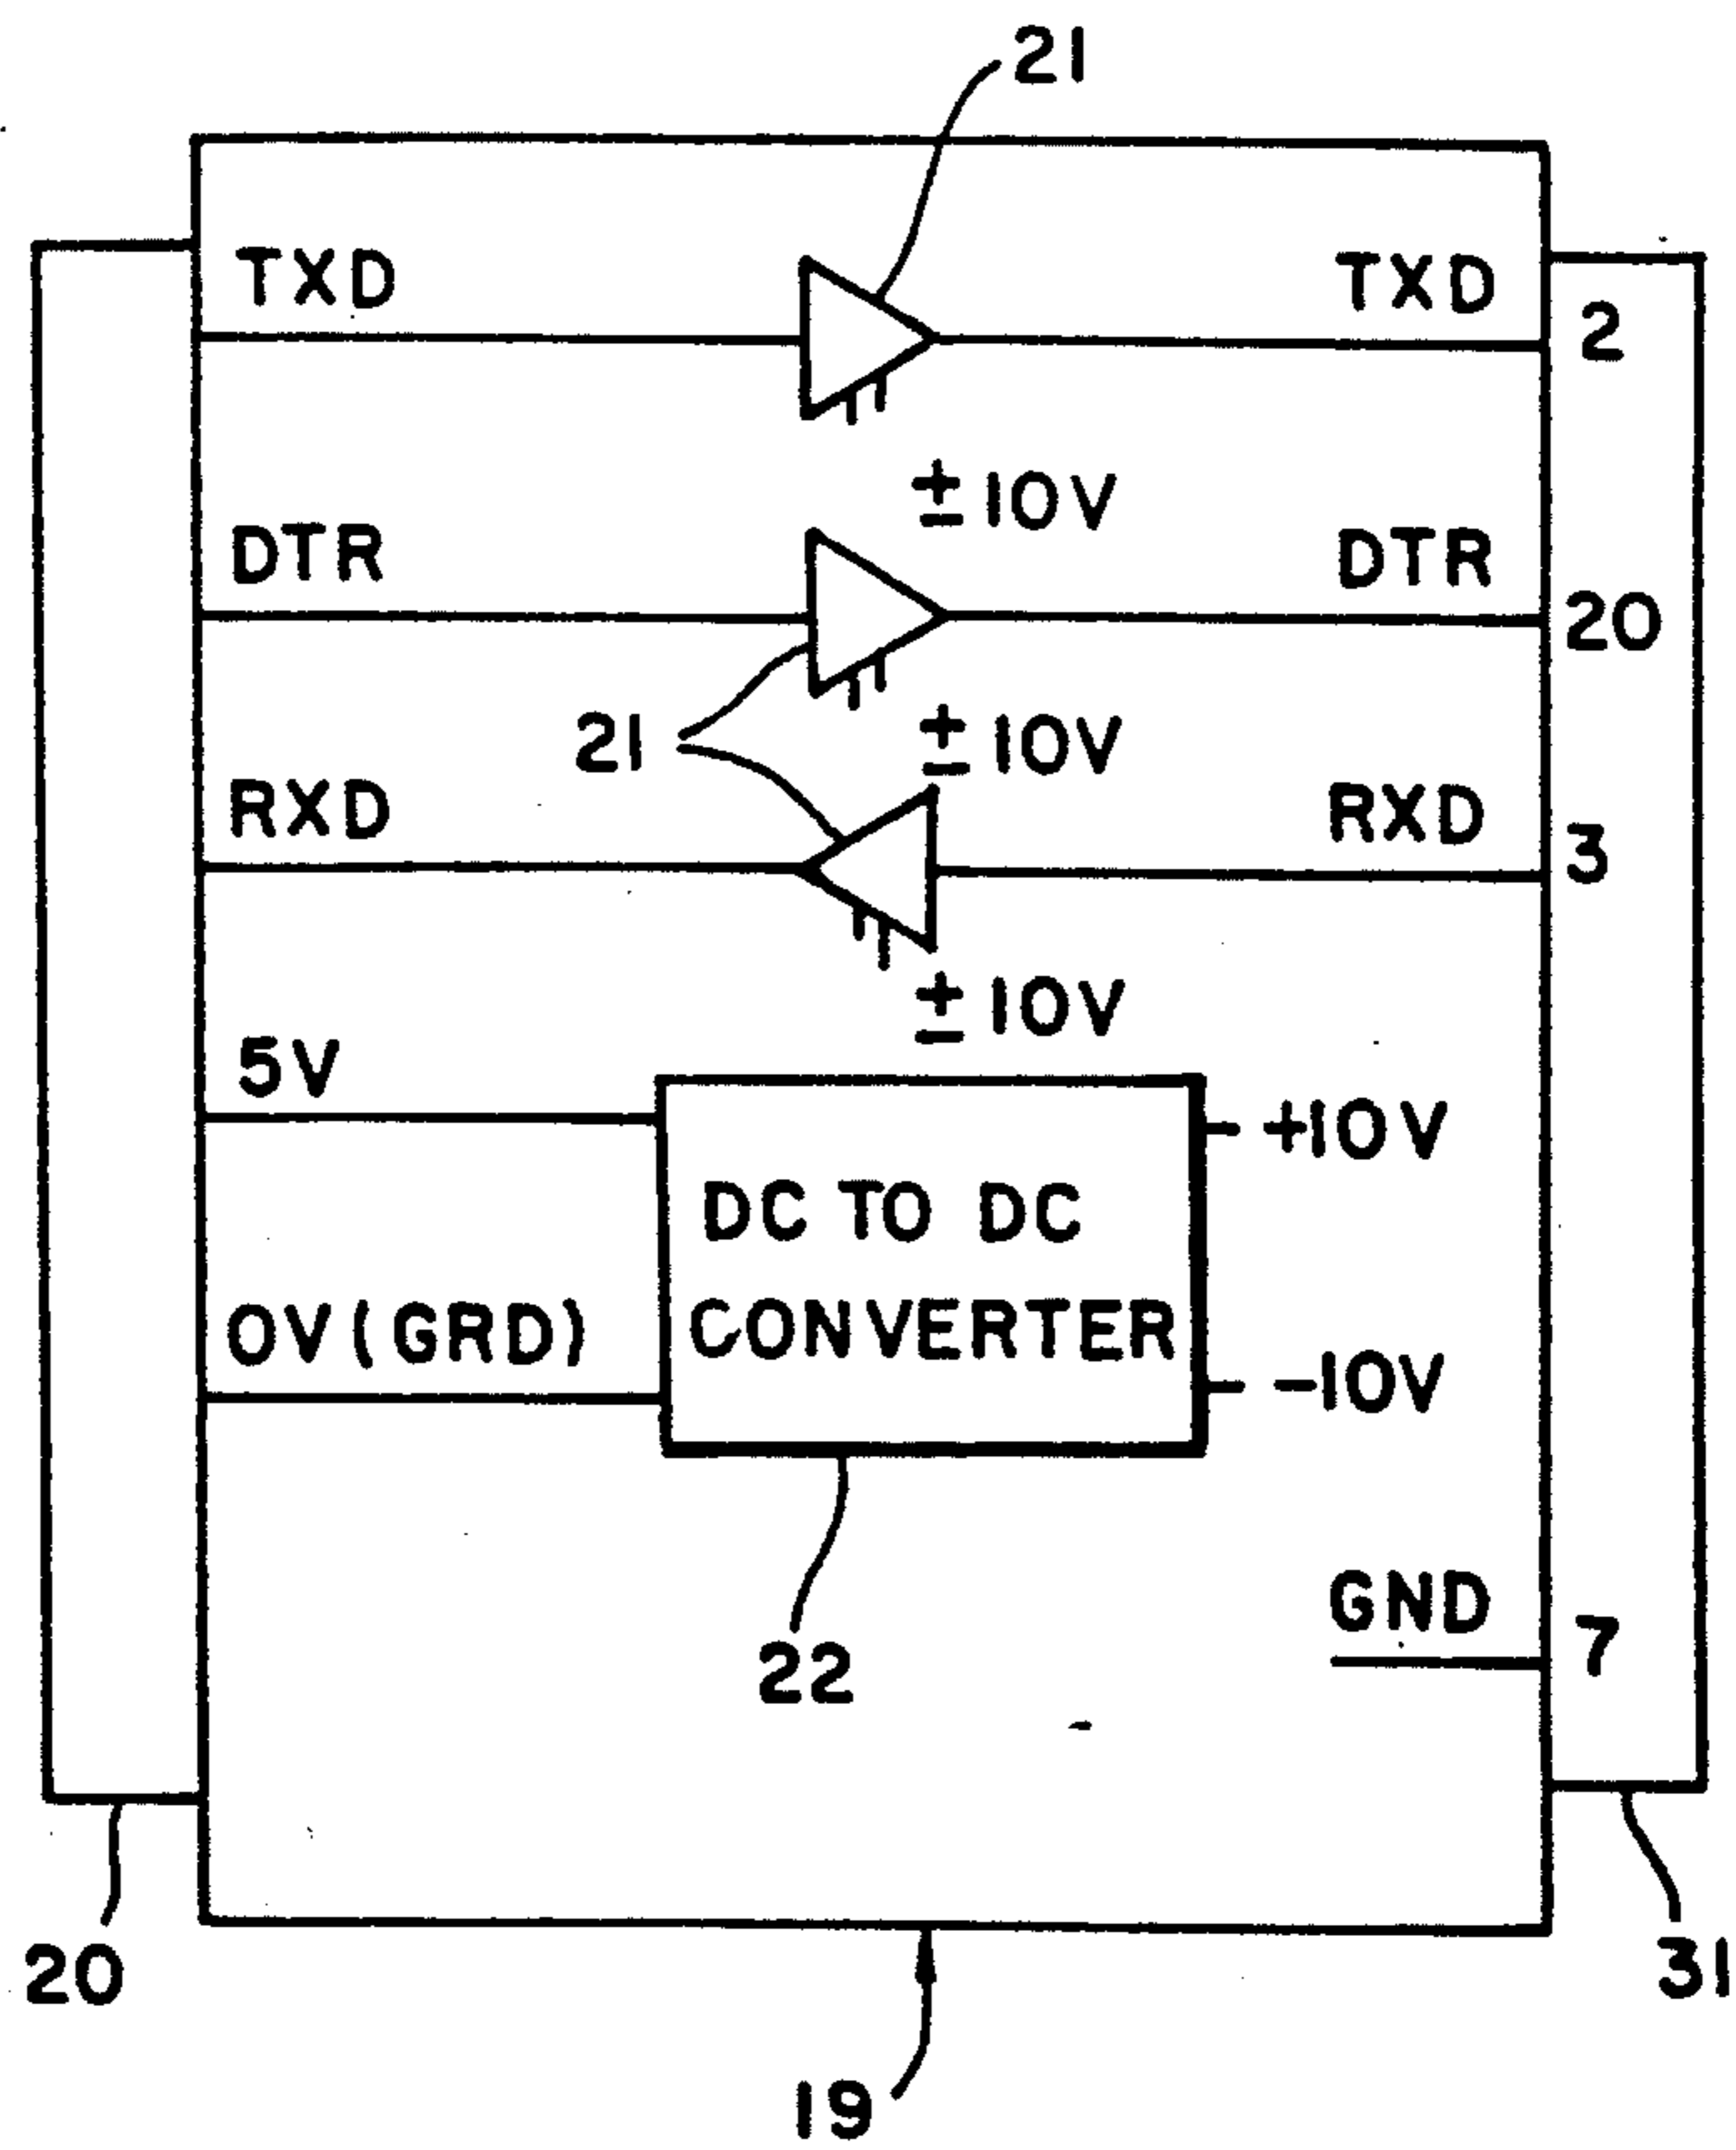 21
TXD
TXD
2
±10V
DTR
DTR
20
21
±10V
RXD
RXD
3
±10V
5V
+10V
DC TO DC
CONVERTER
0V(GRD)
-10V
GND
7
22
20
31
19